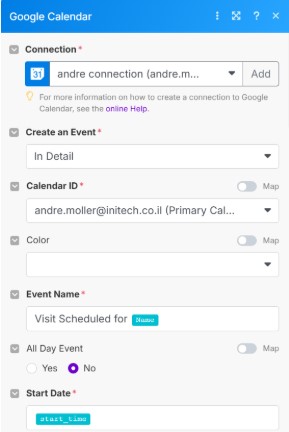 Google Calendar
Connection *
31 andre connection (andre.m... Add
For more information on how to create a connection to Google
Calendar, see the online Help.
Create an Event *
In Detail
Calendar ID * Map
andre.moller@initech.co.il (Primary Cal...
Color Map
Event Name *
Visit Scheduled for Name
All Day Event Map
Yes No
Start Date *
start_time